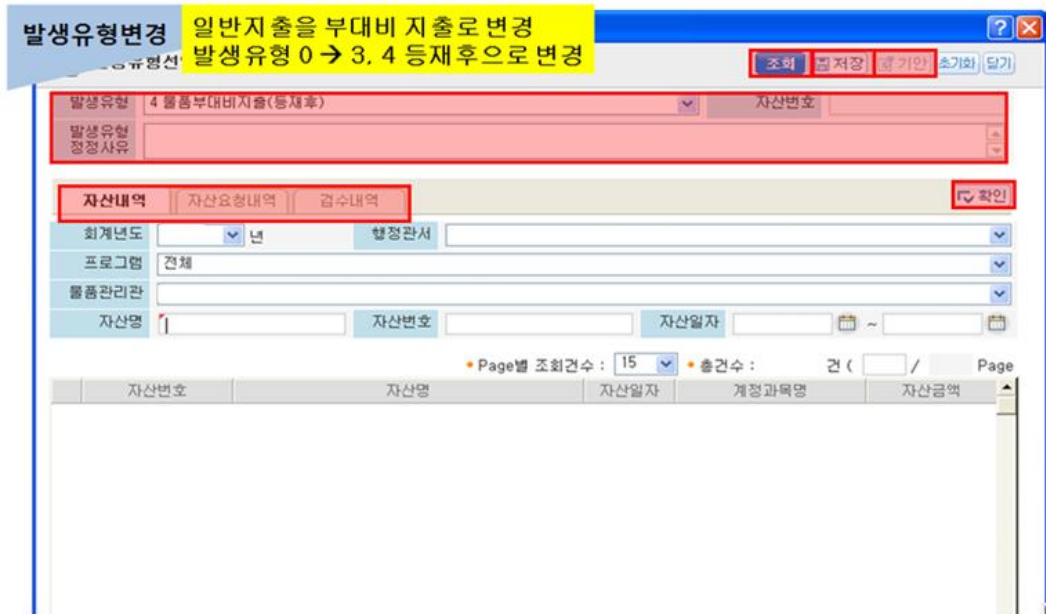 발생유형변경
일반지출을 부대비 지출로 변경
발생유형 0 → 3, 4 등재후으로 변경
조회 저장 기안 초기화 닫기
발생유형 4 물품부대비지출(등재후) 자산번호
발생유형
정정사유
자산내역 자산요청내역 검수내역 확인
회계년도 년 행정관서
프로그램 전체
물품관리관
자산명 자산번호 자산일자 ~
• Page별 조회건수 : 15 • 총건수 : 건 ( / Page
자산번호 자산명 자산일자 계정과목명 자산금액